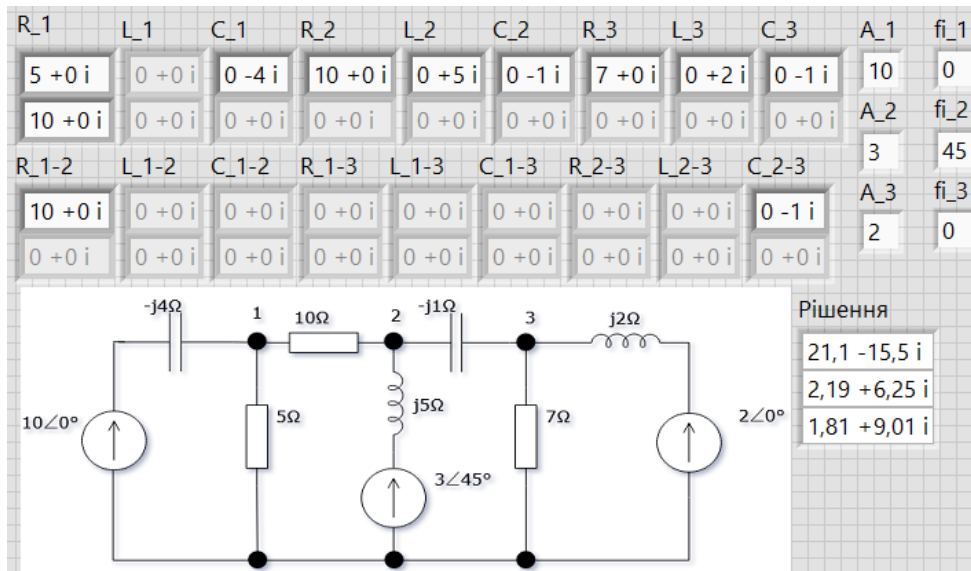 R_1 L_1 C_1 R_2 L_2 C_2 R_3 L_3 C_3 A_1 fi_1
5 +0 i 0 +0 i 0 -4 i 10 +0 i 0 +5 i 0 -1 i 7 +0 i 0 +2 i 0 -1 i 10 0
10 +0 i 0 +0 i 0 +0 i 0 +0 i 0 +0 i 0 +0 i 0 +0 i 0 +0 i 0 +0 i
A_2 fi_2
3 45
R_1-2 L_1-2 C_1-2 R_1-3 L_1-3 C_1-3 R_2-3 L_2-3 C_2-3
A_3 fi_3
10 +0 i 0 +0 i 0 +0 i 0 +0 i 0 +0 i 0 +0 i 0 +0 i 0 +0 i 0 -1 i
2 0
0 +0 i 0 +0 i 0 +0 i 0 +0 i 0 +0 i 0 +0 i 0 +0 i 0 +0 i 0 +0 i
-j4Ω 1 10Ω 2 -j1Ω 3 j2Ω
j5Ω
10∠0° 5Ω 7Ω 2∠0°
3∠45°
Рішення
21,1 -15,5 i
2,19 +6,25 i
1,81 +9,01 i